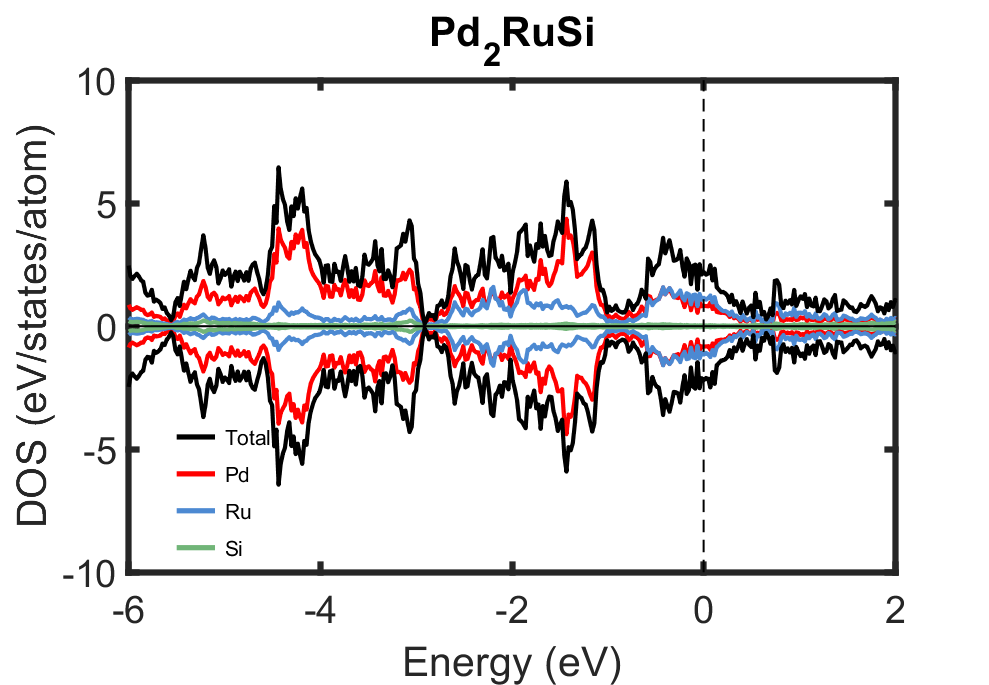 Pd₂RuSi
10
5
0
-5
-10
DOS (eV/states/atom)
Total
Pd
Ru
Si
-6 -4 -2 0 2
Energy (eV)